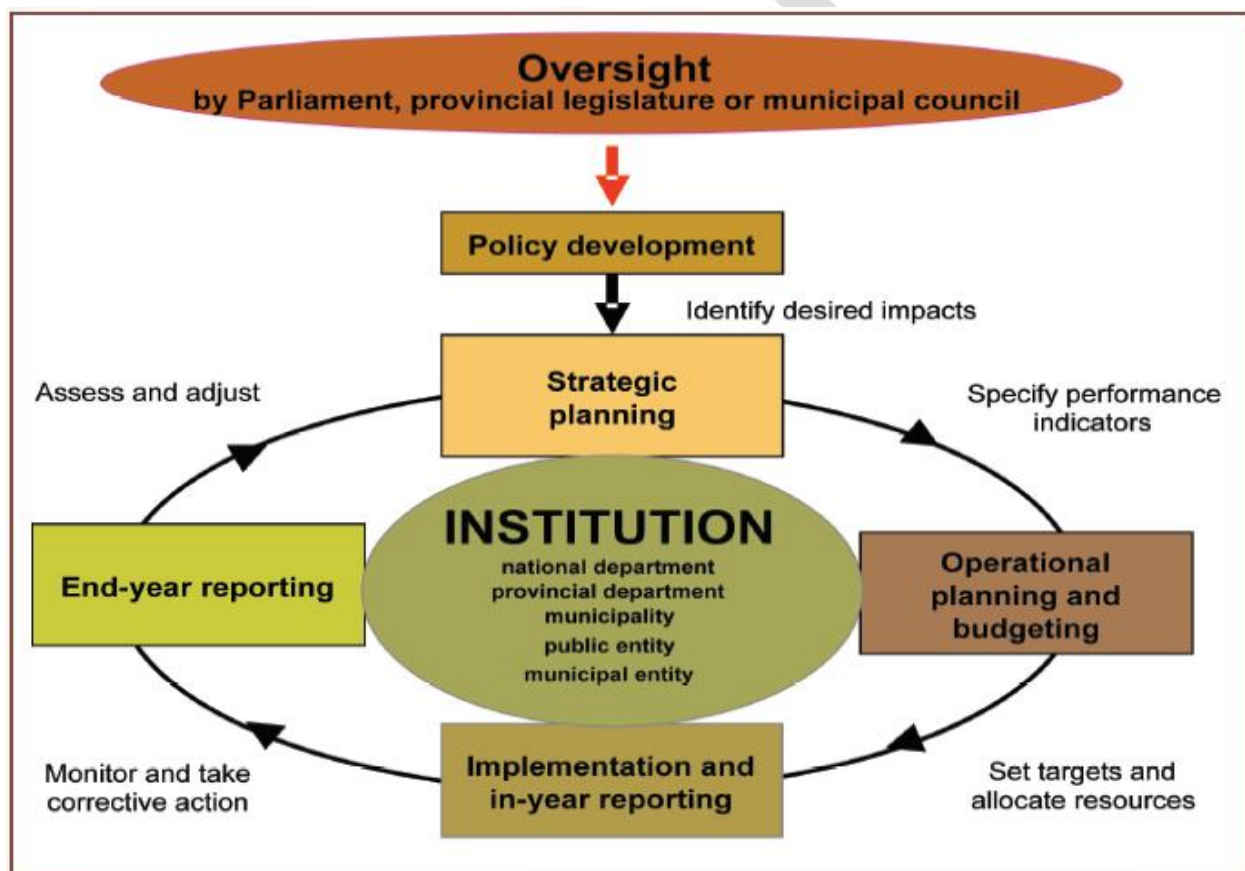 Oversight
by Parliament, provincial legislature or municipal council
Policy development
Identify desired impacts
Strategic
planning
Assess and adjust
Specify performance
indicators
INSTITUTION
national department
provincial department
municipality
public entity
municipal entity
End-year reporting
Operational
planning and
budgeting
Implementation and
in-year reporting
Monitor and take
corrective action
Set targets and
allocate resources